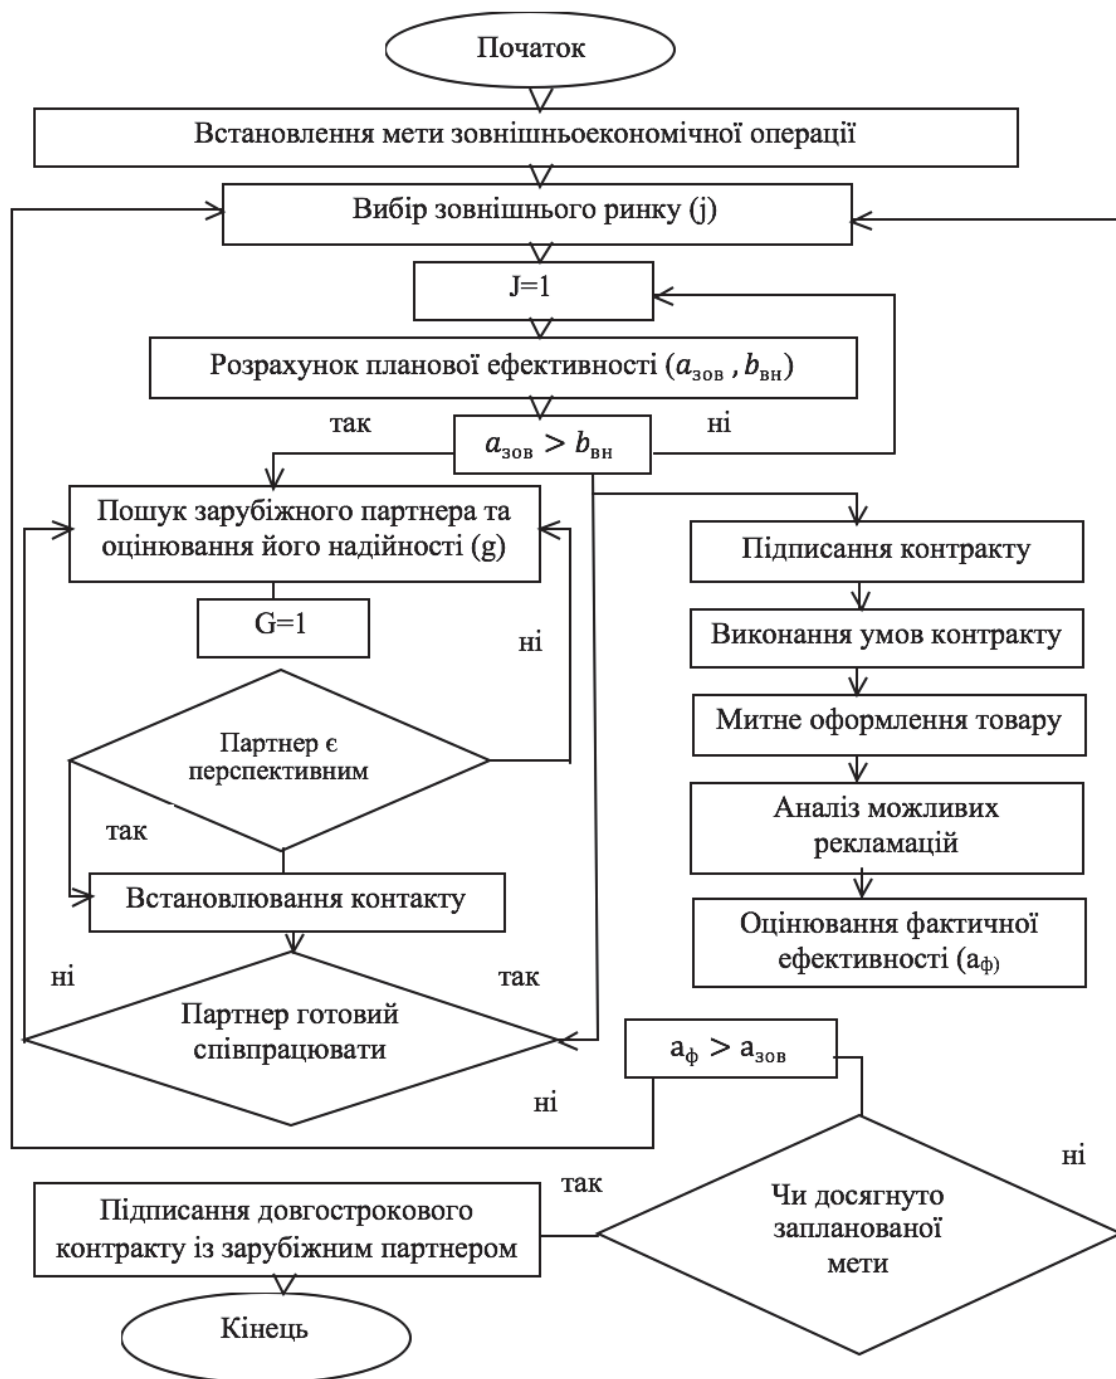 Початок
Встановлення мети зовнішньоекономічної операції
Вибір зовнішнього ринку (j)
J=1
Розрахунок планової ефективності (aзов , bвн)
так
ні
aзов > bвн
Пошук зарубіжного партнера та
оцінювання його надійності (g)
G=1
ні
Партнер є
перспективним
так
Встановлювання контакту
ні
так
Партнер готовий
співпрацювати
ні
Підписання контракту
Виконання умов контракту
Митне оформлення товару
Аналіз можливих
рекламацій
Оцінювання фактичної
ефективності (аф)
aф > aзов
ні
так
Чи досягнуто
запланованої
мети
Підписання довгострокового
контракту із зарубіжним партнером
Кінець